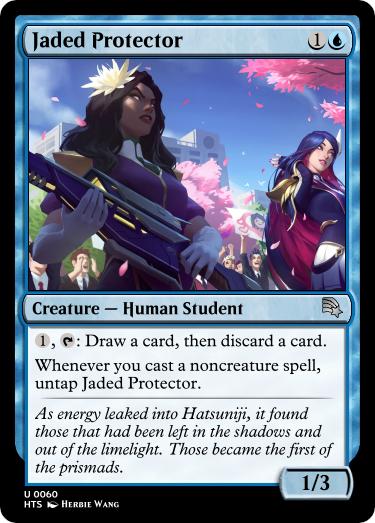 Jaded Protector 1
Creature — Human Student
1, : Draw a card, then discard a card.
Whenever you cast a noncreature spell,
untap Jaded Protector.
As energy leaked into Hatsuniji, it found
those that had been left in the shadows and
out of the limelight. Those became the first of
the prismads.
1/3
U 0060
HTS Herbie Wang